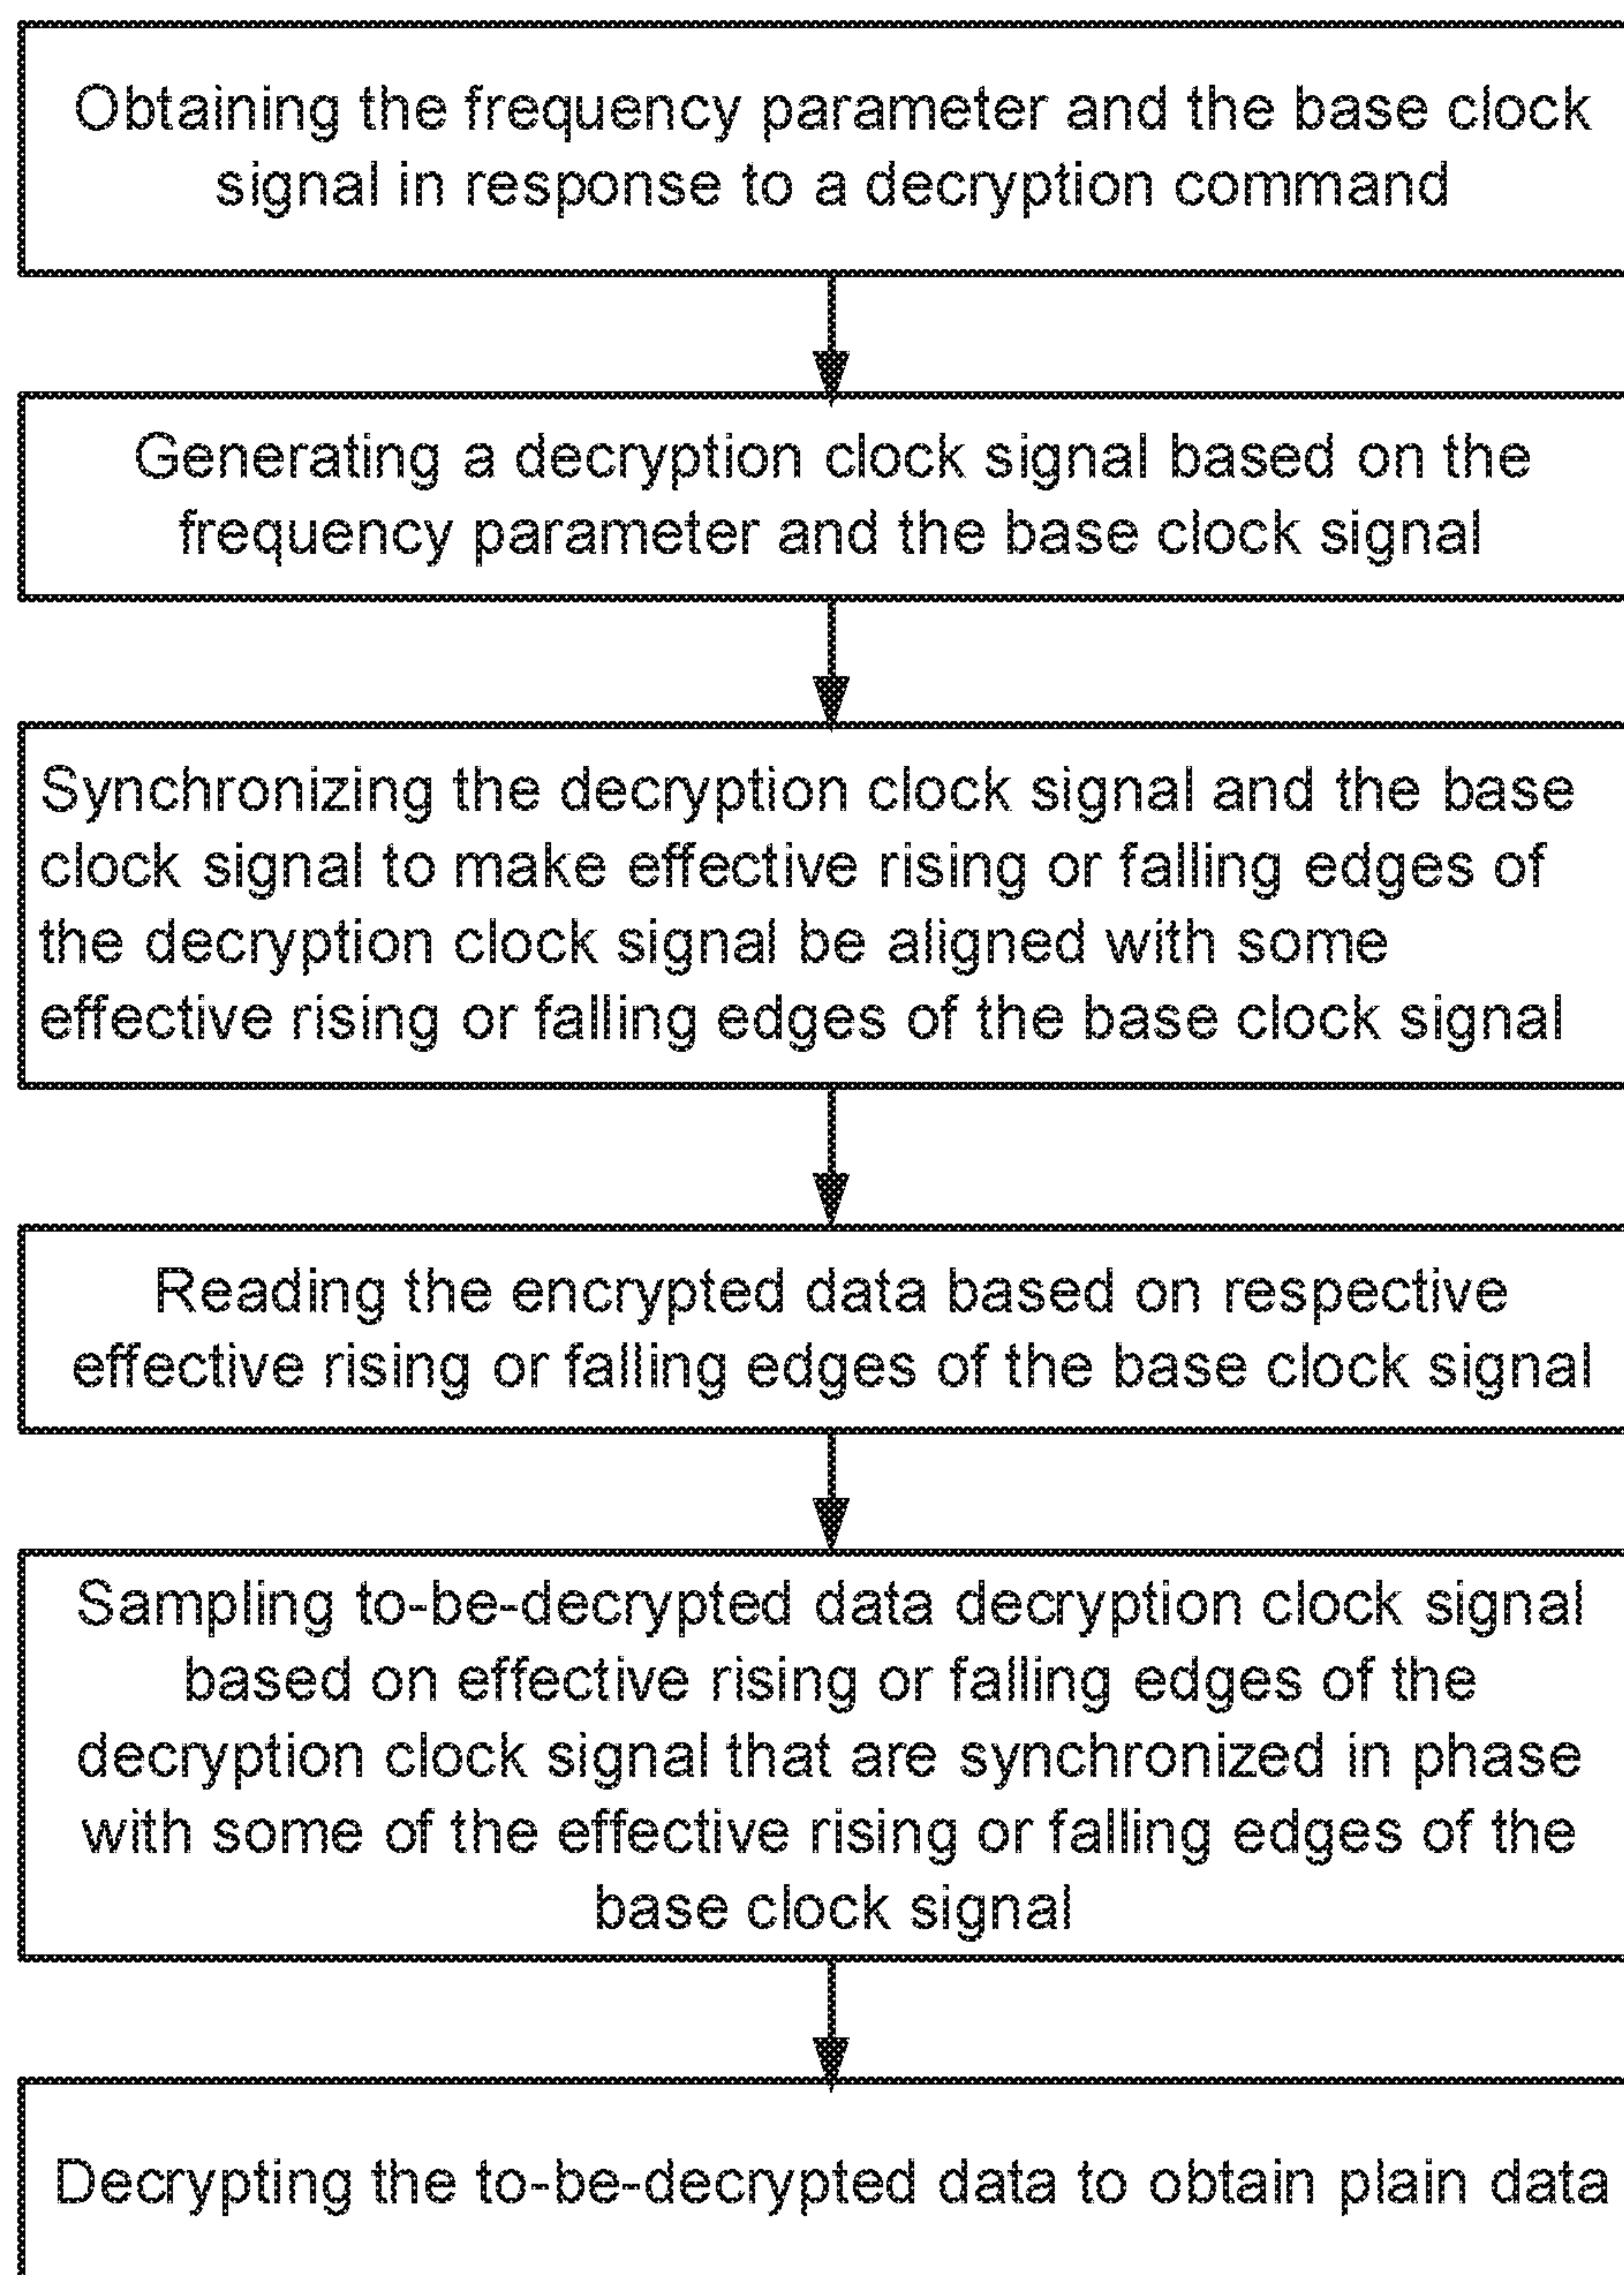 Obtaining the frequency parameter and the base clock
signal in response to a decryption command
Generating a decryption clock signal based on the
frequency parameter and the base clock signal
Synchronizing the decryption clock signal and the base
clock signal to make effective rising or falling edges of
the decryption clock signal be aligned with some
effective rising or falling edges of the base clock signal
Reading the encrypted data based on respective
effective rising or falling edges of the base clock signal
Sampling to-be-decrypted data decryption clock signal
based on effective rising or falling edges of the
decryption clock signal that are synchronized in phase
with some of the effective rising or falling edges of the
base clock signal
Decrypting the to-be-decrypted data to obtain plain data